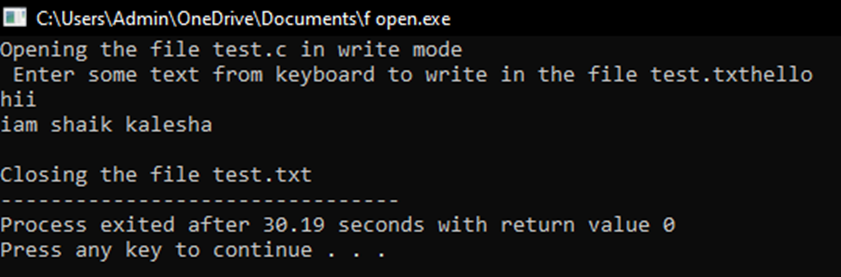 C:\Users\Admin\OneDrive\Documents\f open.exe
Opening the file test.c in write mode
 Enter some text from keyboard to write in the file test.txthello
hii
iam shaik kalesha

Closing the file test.txt
--------------------------------
Process exited after 30.19 seconds with return value 0
Press any key to continue . . .